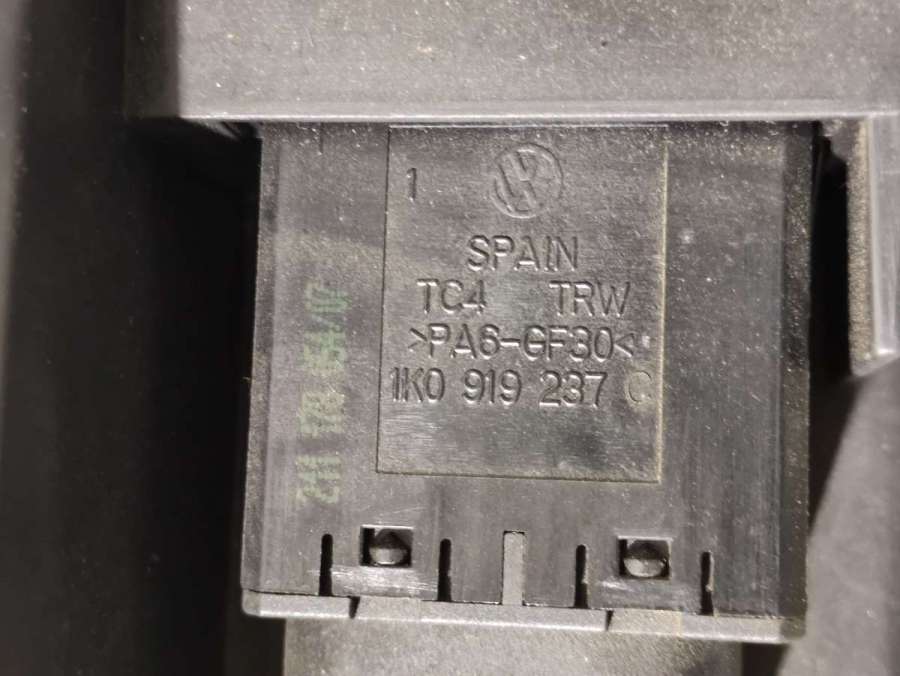 1
SPAIN
TC4 TRW
>PA6-GF30<
1K0 919 237 C